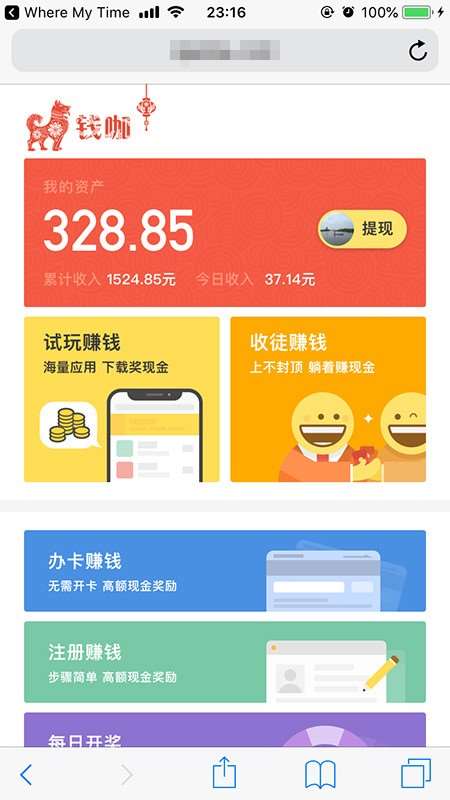 Where My Time
23:16
100%
钱咖
我的资产
328.85
提现
累计收入 1524.85元 今日收入 37.14元
试玩赚钱
海量应用 下载奖现金
收徒赚钱
上不封顶 躺着赚现金
办卡赚钱
无需开卡 高额现金奖励
注册赚钱
步骤简单 高额现金奖励
每日开奖